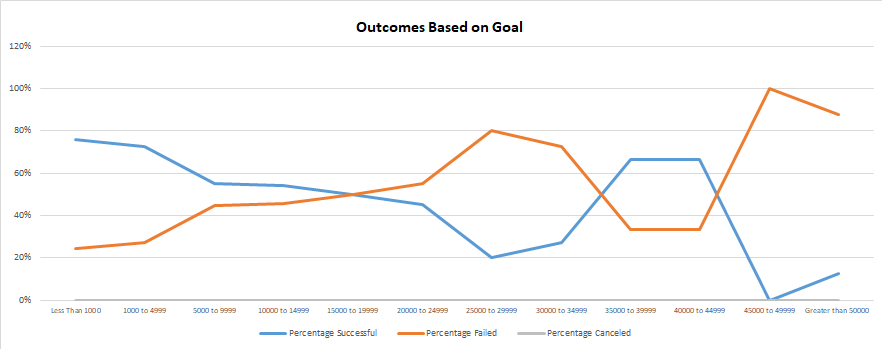 Outcomes Based on Goal
120%
100%
80%
60%
40%
20%
0%
Less Than 1000 1000 to 4999 5000 to 9999 10000 to 14999 15000 to 19999 20000 to 24999 25000 to 29999 30000 to 34999 35000 to 39999 40000 to 44999 45000 to 49999 Greater than 50000
Percentage Successful Percentage Failed Percentage Canceled